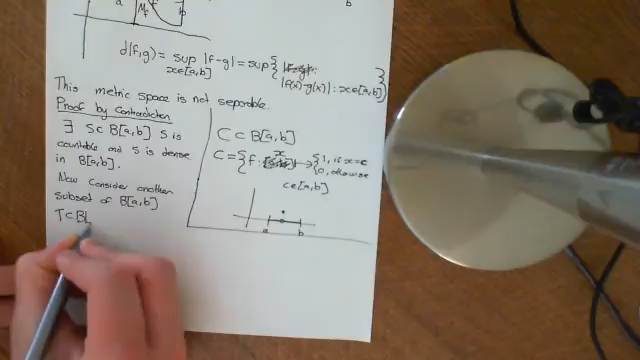 a
M_f
b
b
d(f,g) = sup |f-g| = sup{
x∈[a,b]
|f(x)-g(x)| : x∈[a,b]}
This metric space is not separable.
Proof by Contradiction
∃ S⊂B[a,b] S is
countable and S is dense
in B[a,b].
Now Consider another
subset of B[a,b]
T⊂B[
C⊂B[a,b]
C={f: x → {1, if x=c
0, otherwise
c∈[a,b]
a b